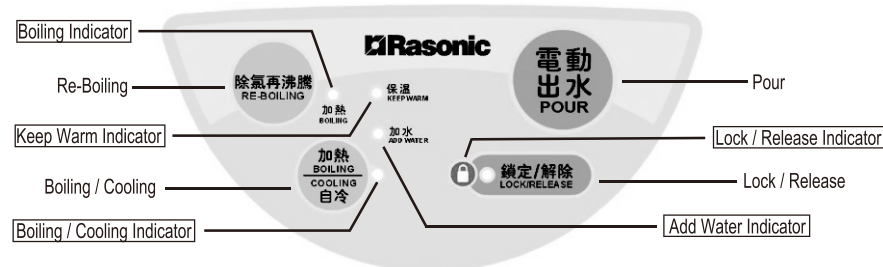 Boiling Indicator
Rasonic
Re-Boiling
除氯再沸騰
RE-BOILING
加熱
BOILING
保溫
KEEP WARM
電動
出水
POUR
Pour
Keep Warm Indicator
加水
ADD WATER
Lock / Release Indicator
Boiling / Cooling
加熱
BOILING
COOLING
自冷
鎖定/解除
LOCK/RELEASE
Lock / Release
Boiling / Cooling Indicator
Add Water Indicator